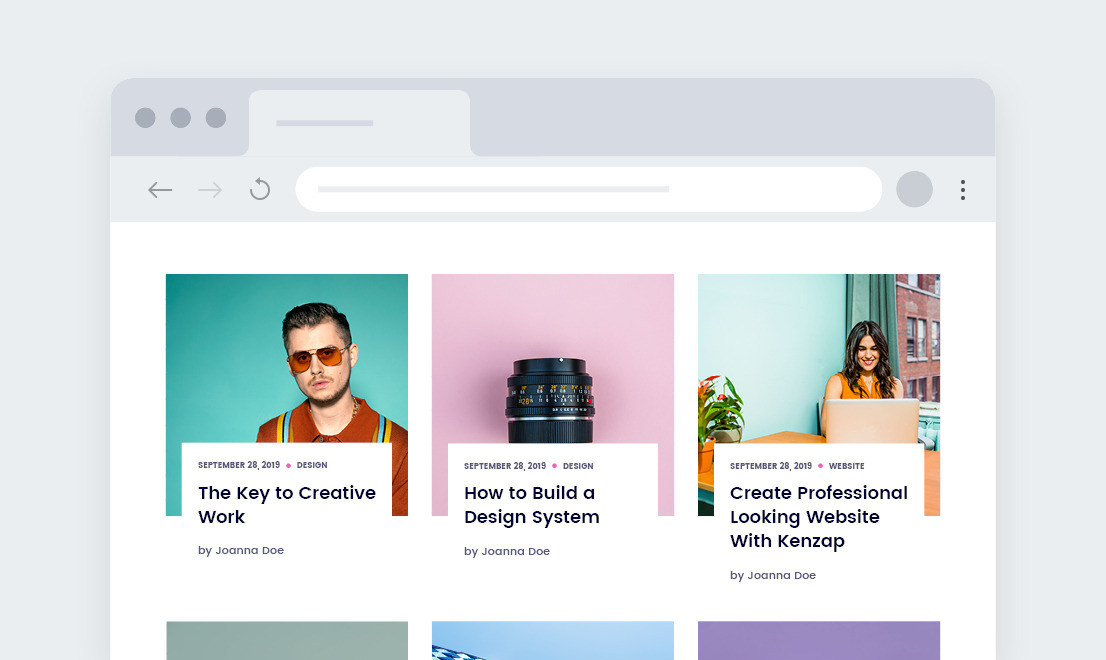 SEPTEMBER 28, 2019 • DESIGN
The Key to Creative
Work
by Joanna Doe
SEPTEMBER 28, 2019 • DESIGN
How to Build a
Design System
by Joanna Doe
SEPTEMBER 28, 2019 • WEBSITE
Create Professional
Looking Website
With Kenzap
by Joanna Doe